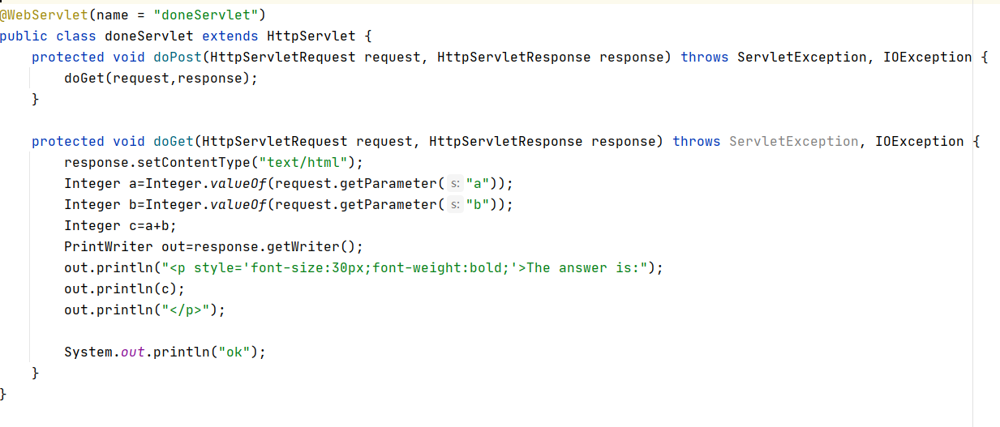 @WebServlet(name = "doneServlet")
public class doneServlet extends HttpServlet {
    protected void doPost(HttpServletRequest request, HttpServletResponse response) throws ServletException, IOException {
        doGet(request,response);
    }

    protected void doGet(HttpServletRequest request, HttpServletResponse response) throws ServletException, IOException {
        response.setContentType("text/html");
        Integer a=Integer.valueOf(request.getParameter( s: "a"));
        Integer b=Integer.valueOf(request.getParameter( s: "b"));
        Integer c=a+b;
        PrintWriter out=response.getWriter();
        out.println("<p style='font-size:30px;font-weight:bold;'>The answer is:");
        out.println(c);
        out.println("</p>");

        System.out.println("ok");
    }
}